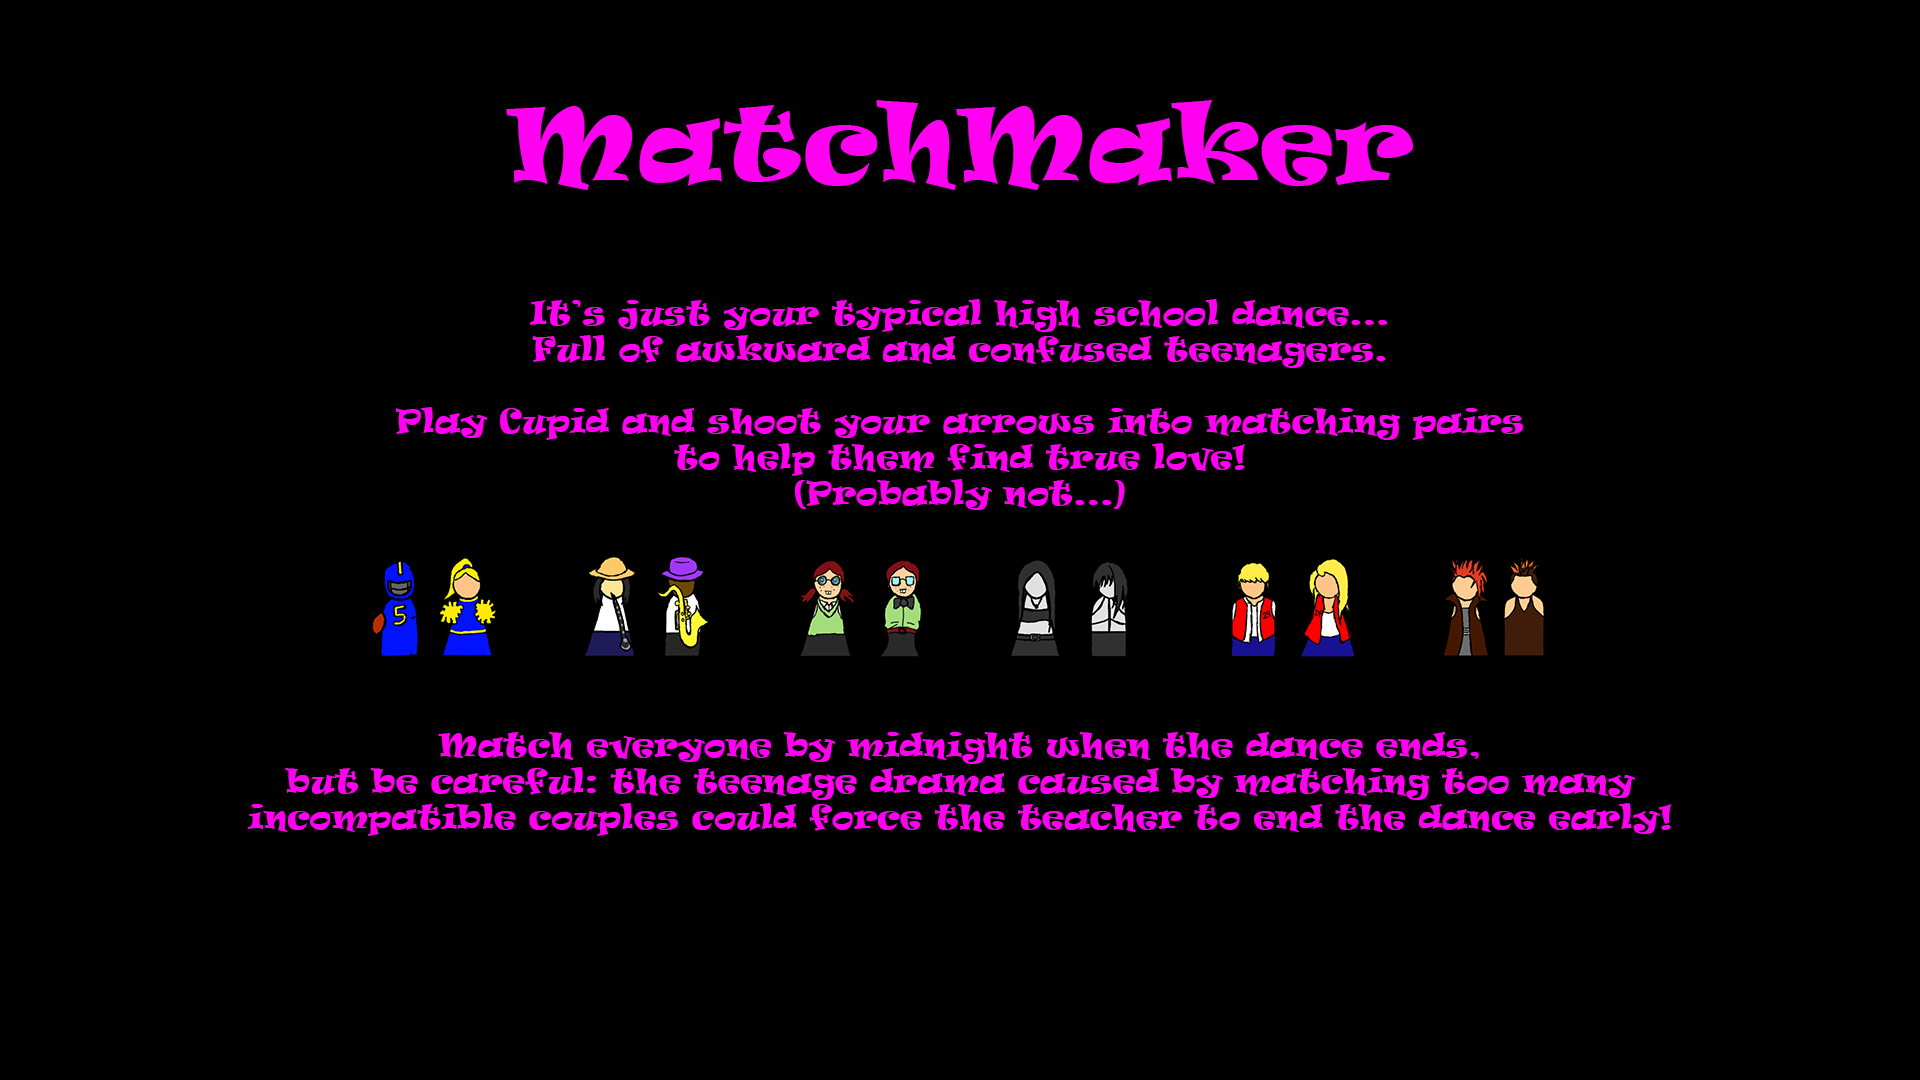 MatchMaker
It's just your typical high school dance...
Full of awkward and confused teenagers.
Play Cupid and shoot your arrows into matching pairs
to help them find true love!
(Probably not...)
5
Match everyone by midnight when the dance ends,
but be careful: the teenage drama caused by matching too many
incompatible couples could force the teacher to end the dance early!